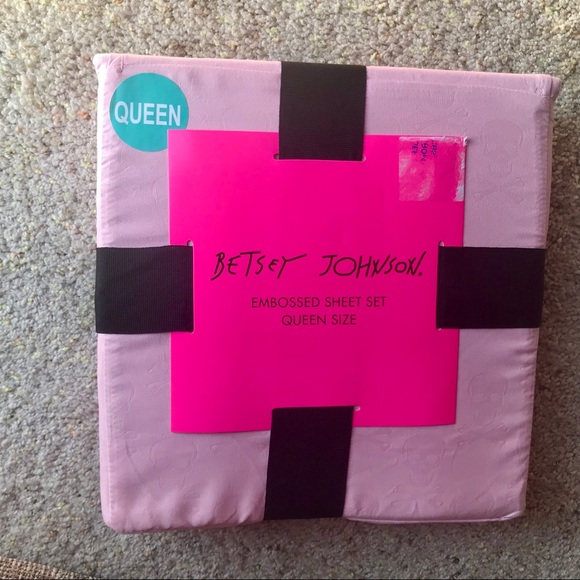 QUEEN
BETSEY JOHNSON.
EMBOSSED SHEET SET
QUEEN SIZE